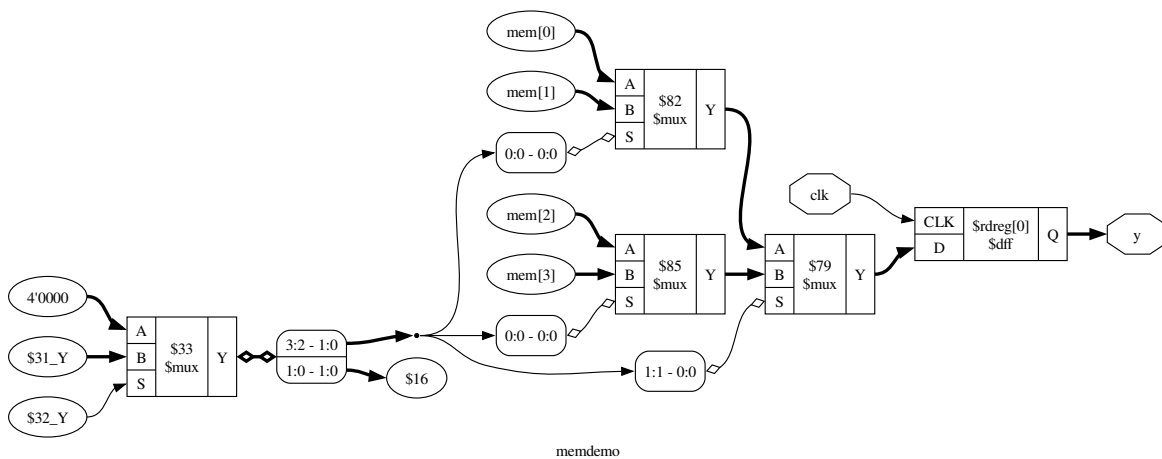 mem[0]
mem[1]
A
B
S
$82
$mux
Y
0:0 - 0:0
mem[2]
mem[3]
A
B
S
$85
$mux
Y
0:0 - 0:0
clk
A
B
S
$79
$mux
Y
CLK
D
$rdreg[0]
$dff
Q
y
4'0000
$31_Y
$32_Y
A
B
S
$33
$mux
Y
3:2 - 1:0
1:0 - 1:0
$16
1:1 - 0:0
memdemo